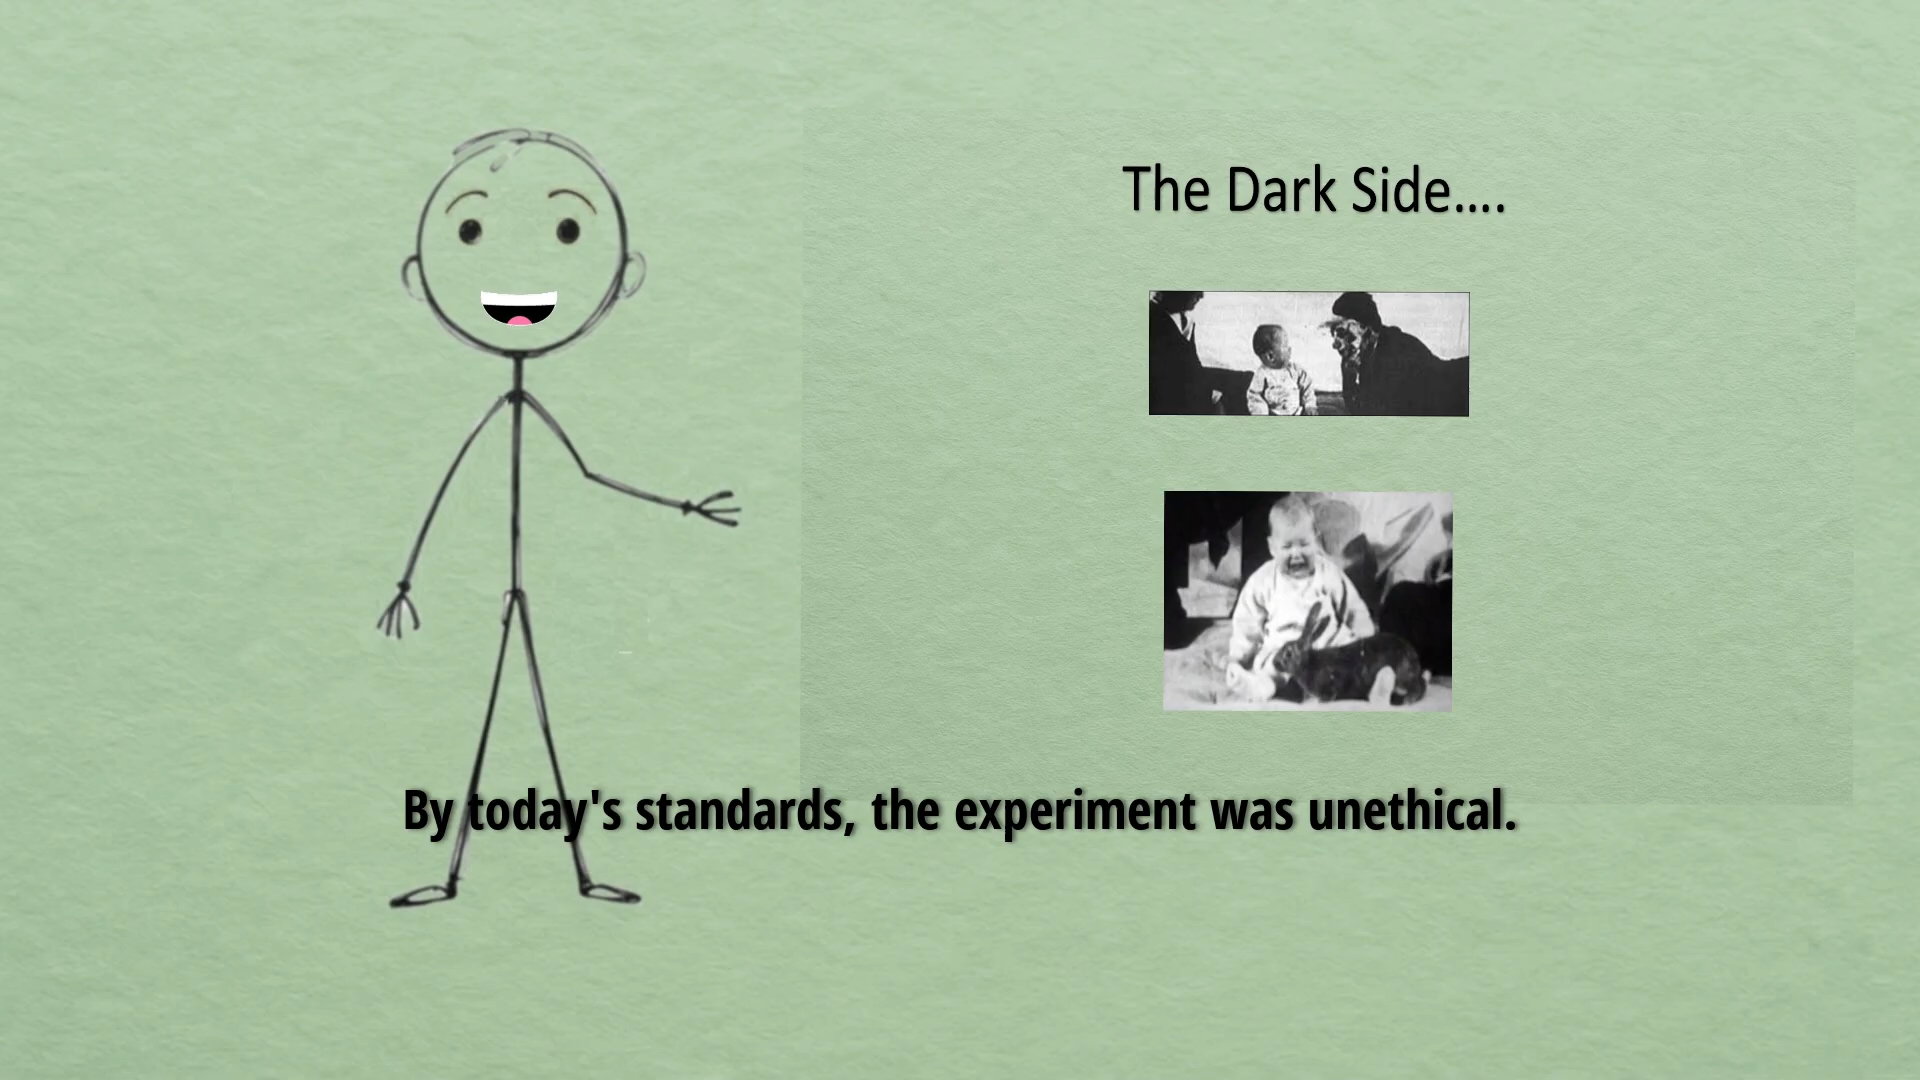 The Dark Side....
By today's standards, the experiment was unethical.